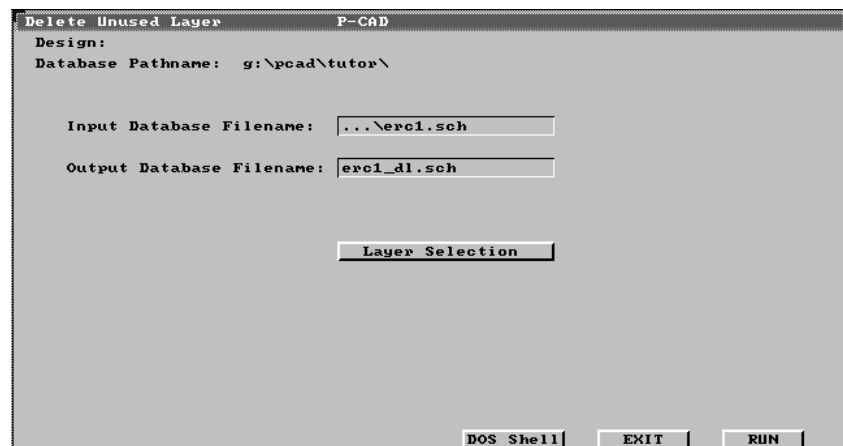 Delete Unused Layer P-CAD
Design:
Database Pathname: g:\pcad\tutor\
Input Database Filename: ...\erc1.sch
Output Database Filename: erc1_dl.sch
Layer Selection
DOS Shell EXIT RUN